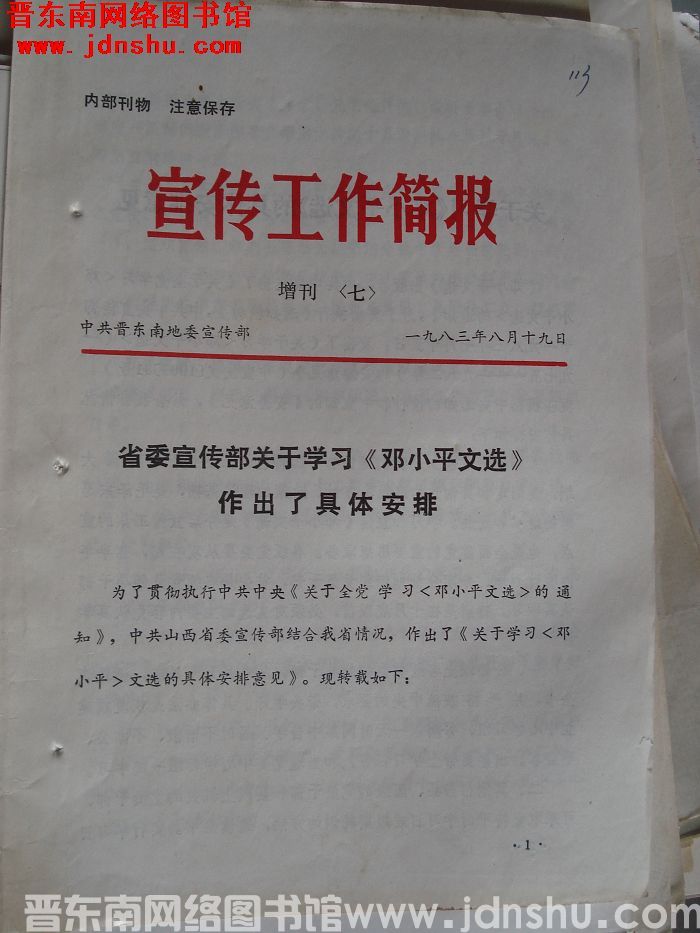 晋东南网络图书馆
www.jdnshu.com
113
内部刊物 注意保存
宣传工作简报
增刊 〈七〉
中共晋东南地委宣传部 一九八三年八月十九日
省委宣传部关于学习《邓小平文选》
作出了具体安排
为了贯彻执行中共中央《关于全党 学 习<邓小平文选>的 通
知》，中共山西省委宣传部结合我省情况，作出了《关于学习<邓
小平>文选的具体安排意见》。现转载如下：
·1·
晋东南网络图书馆 www.jdnshu.com